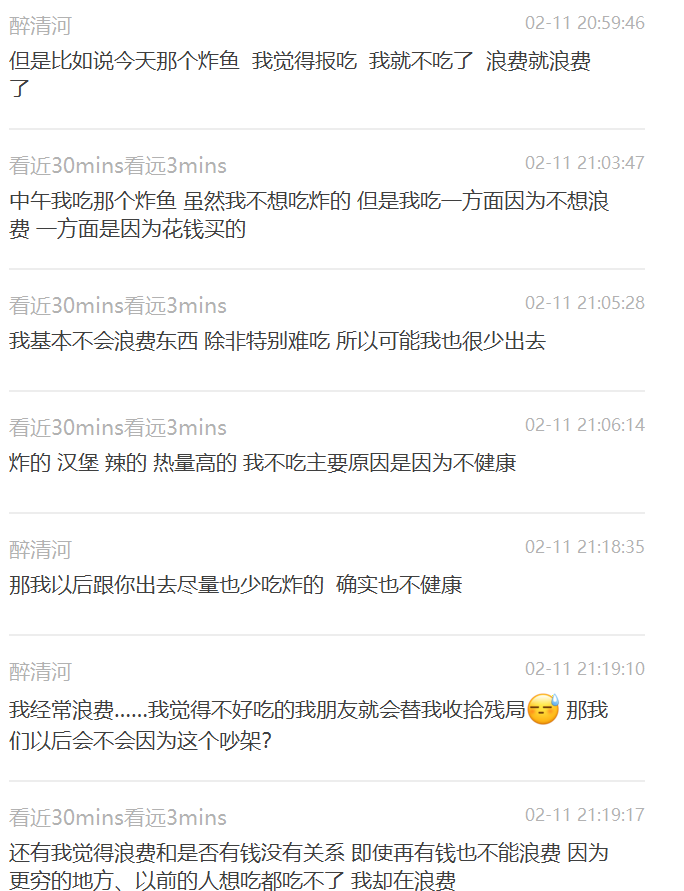 醉清河 02-11 20:59:46
但是比如说今天那个炸鱼 我觉得报吃 我就不吃了 浪费就浪费
了
看近30mins看远3mins 02-11 21:03:47
中午我吃那个炸鱼 虽然我不想吃炸的 但是我吃一方面因为不想浪
费 一方面是因为花钱买的
看近30mins看远3mins 02-11 21:05:28
我基本不会浪费东西 除非特别难吃 所以可能我也很少出去
看近30mins看远3mins 02-11 21:06:14
炸的 汉堡 辣的 热量高的 我不吃主要原因是因为不健康
醉清河 02-11 21:18:35
那我以后跟你出去尽量也少吃炸的 确实也不健康
醉清河 02-11 21:19:10
我经常浪费......我觉得不好吃的我朋友就会替我收拾残局😅 那我
们以后会不会因为这个吵架?
看近30mins看远3mins 02-11 21:19:17
还有我觉得浪费和是否有钱没有关系 即使再有钱也不能浪费 因为
更穷的地方、以前的人想吃都吃不了 我却在浪费